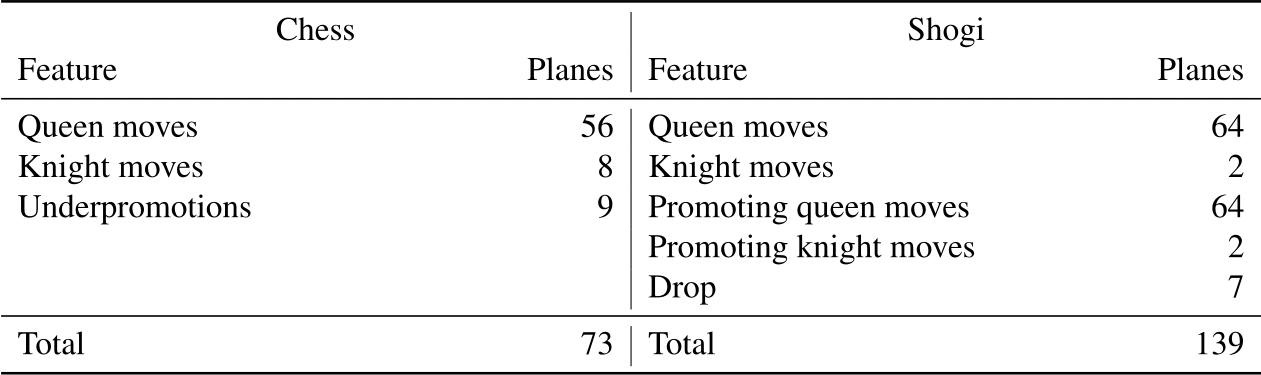 Chess Shogi
Feature Planes Feature Planes
Queen moves 56 Queen moves 64
Knight moves 8 Knight moves 2
Underpromotions 9 Promoting queen moves 64
Promoting knight moves 2
Drop 7
Total 73 Total 139